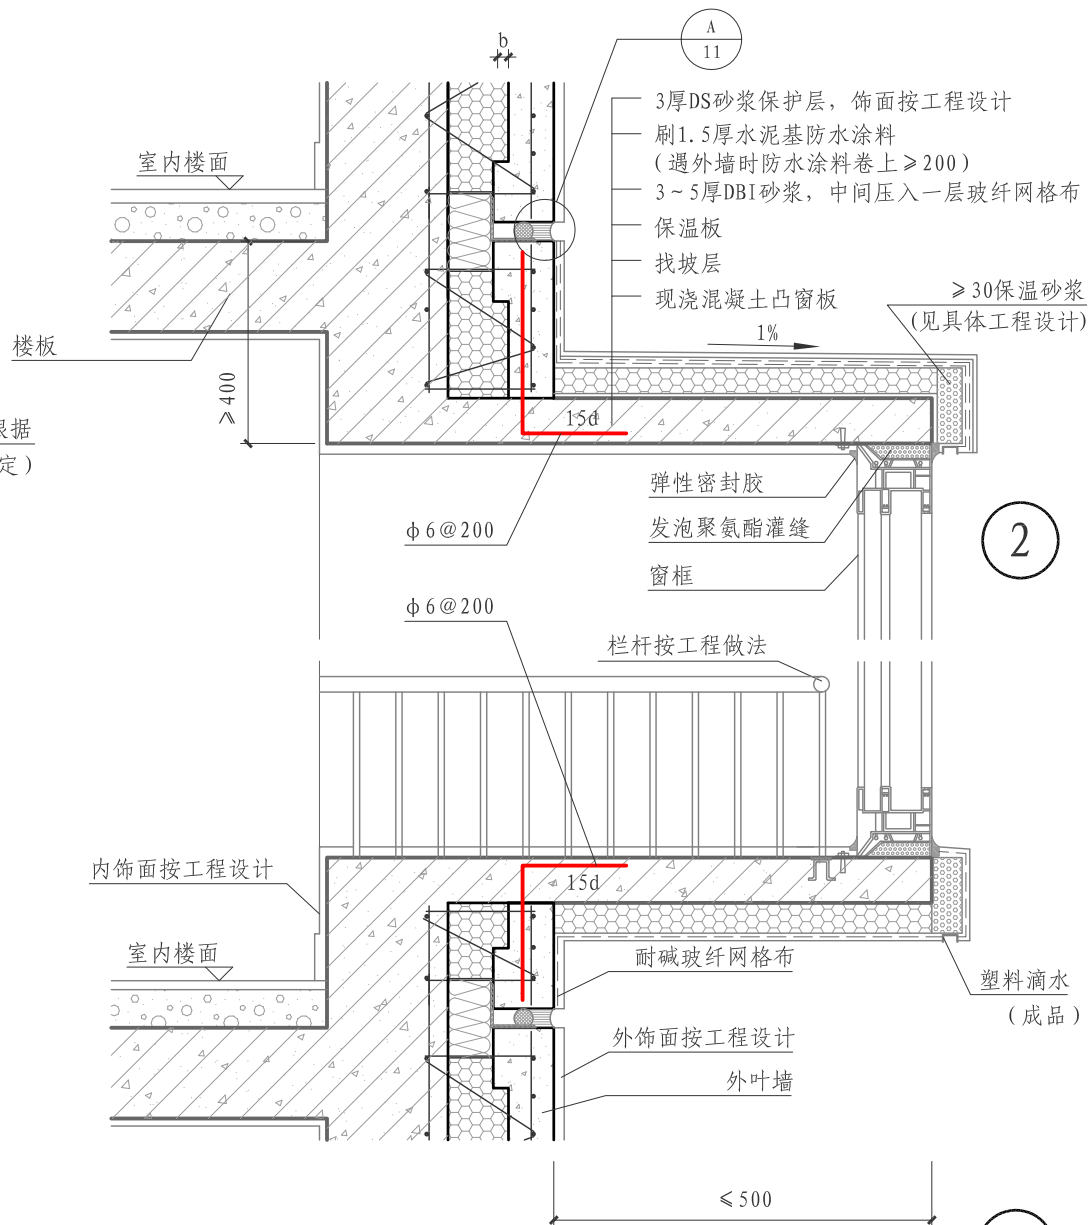 b
A
11
3厚DS砂浆保护层，饰面按工程设计
刷1.5厚水泥基防水涂料
(遇外墙时防水涂料卷上≥200)
3~5厚DBI砂浆，中间压入一层玻纤网格布
保温板
找坡层
现浇混凝土凸窗板
1%
≥30保温砂浆
(见具体工程设计)
室内楼面
楼板
≥400
据
定)
15d
弹性密封胶
发泡聚氨酯灌缝
窗框
ϕ6@200
2
ϕ6@200
栏杆按工程做法
内饰面按工程设计
15d
室内楼面
耐碱玻纤网格布
塑料滴水
(成品)
外饰面按工程设计
外叶墙
≤500